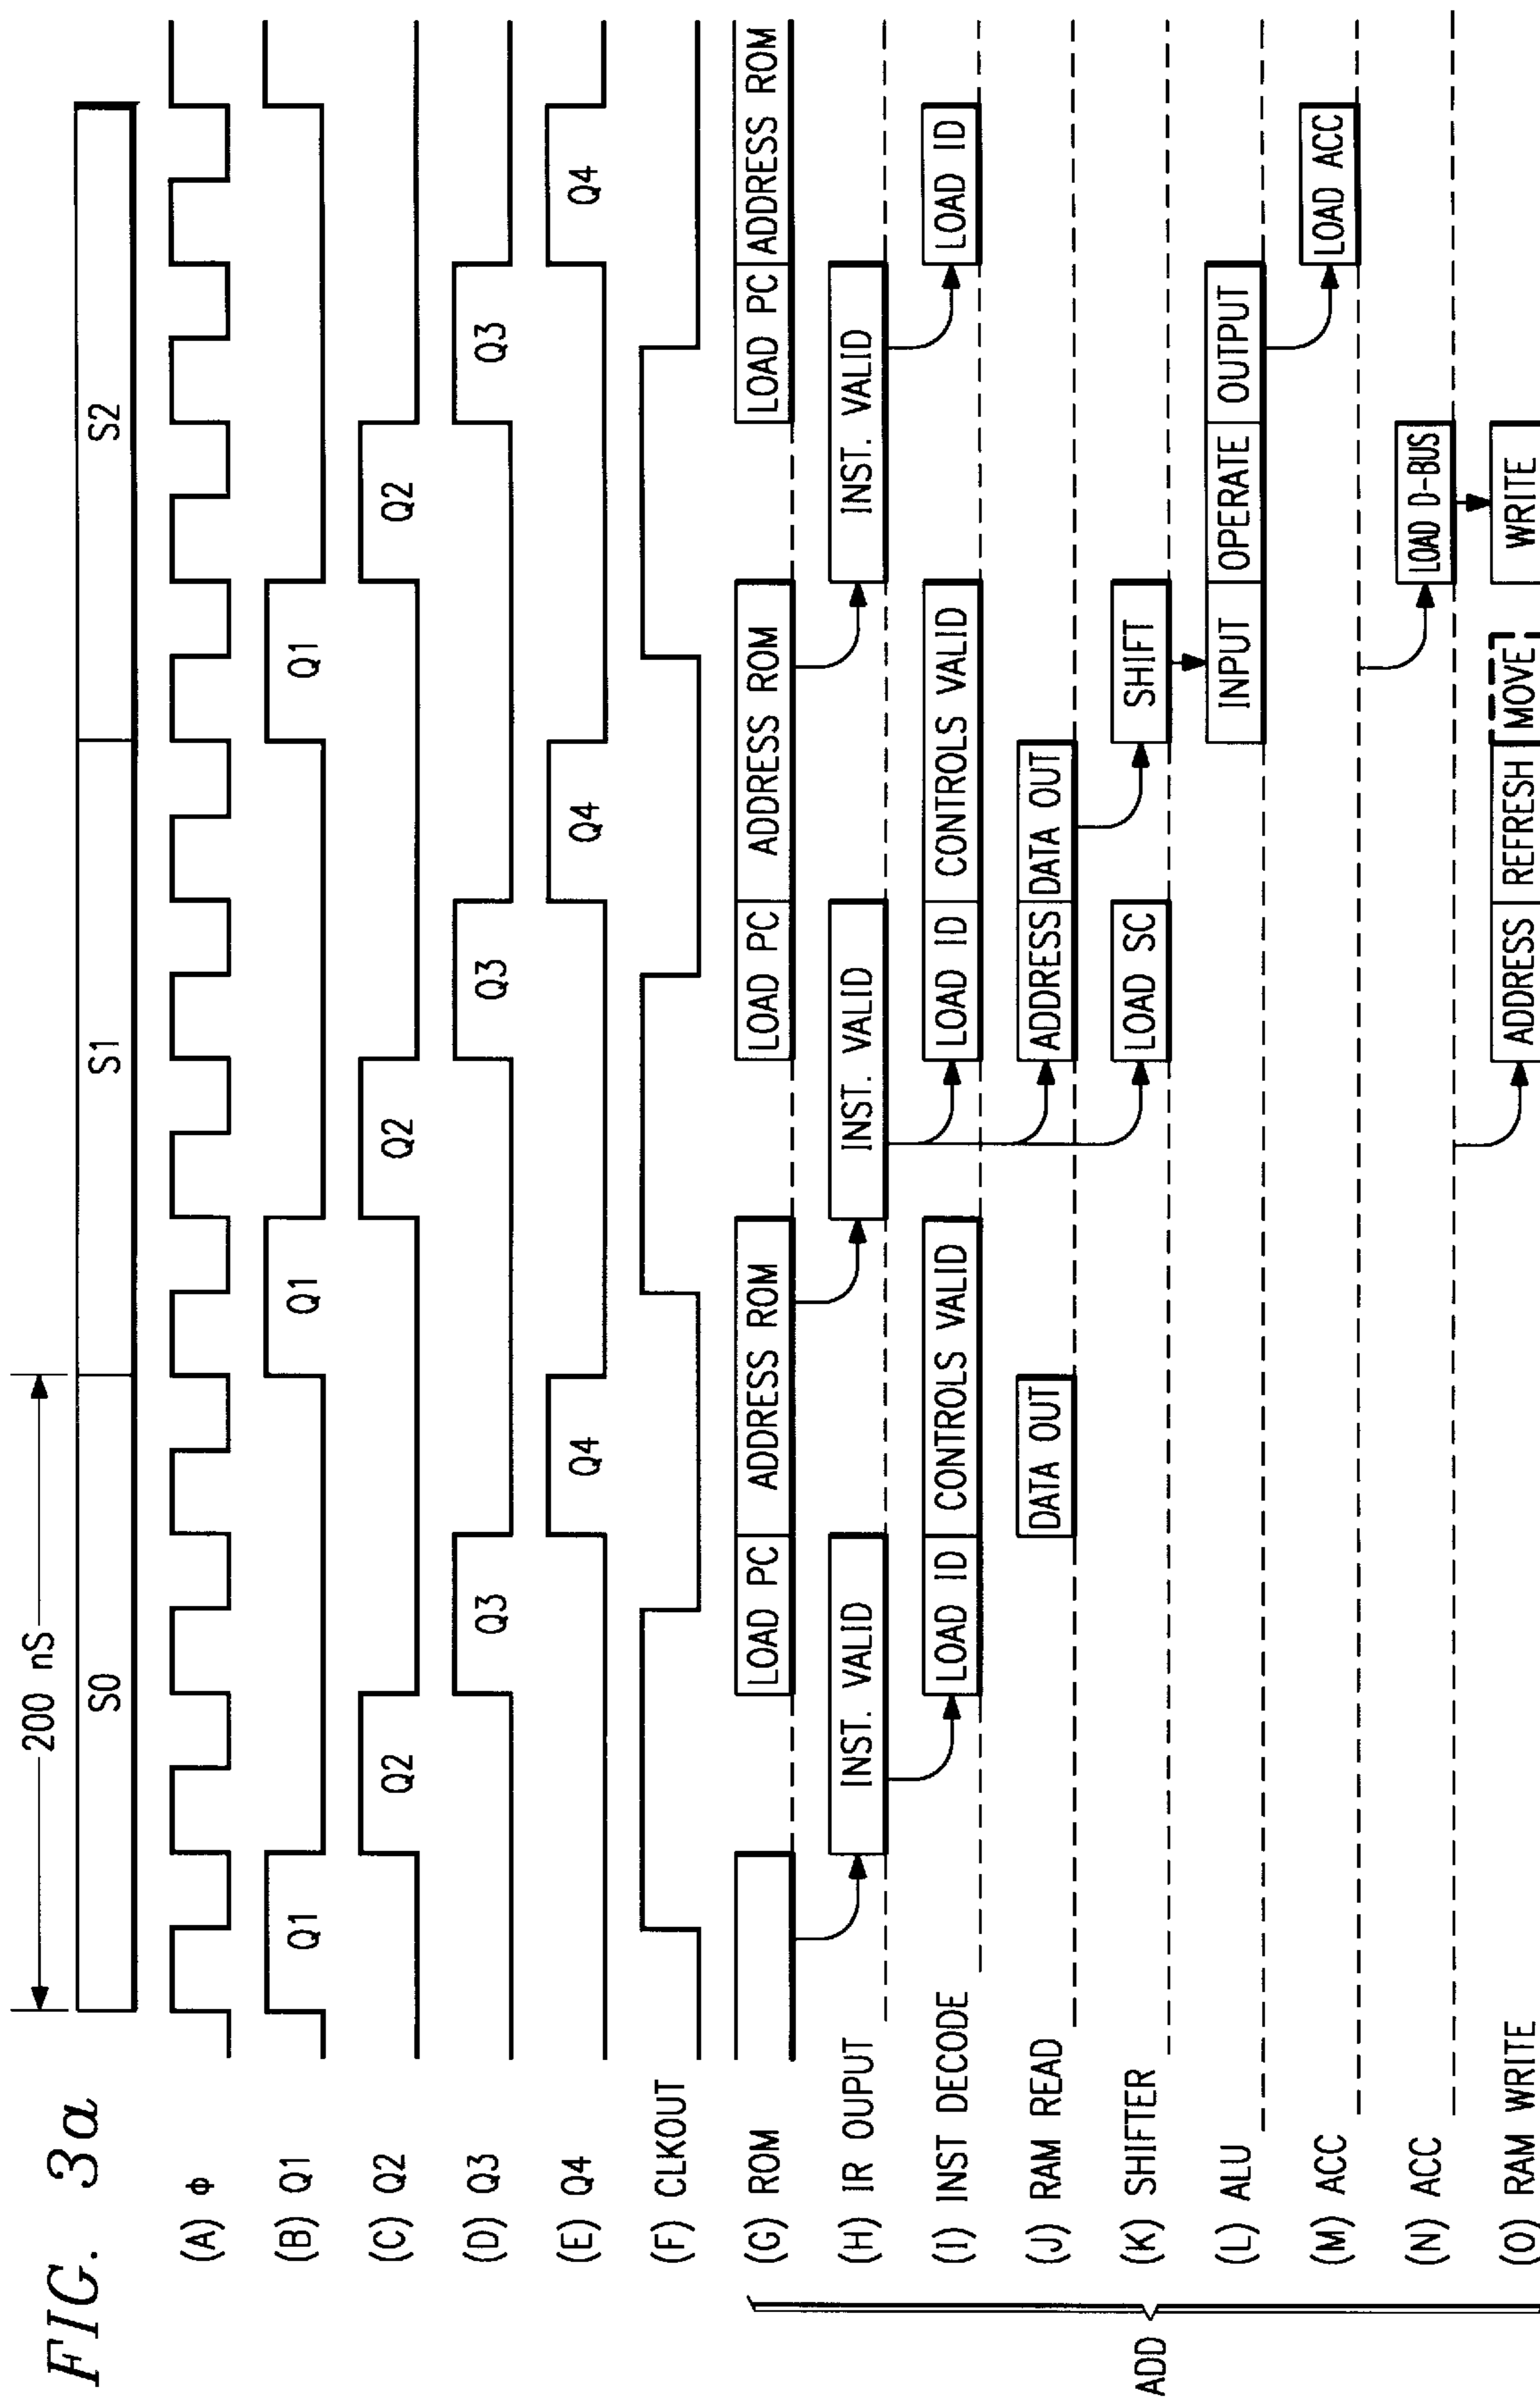 FIG. 3a
200 nS
S0 S1 S2
(A) ϕ
(B) Q1 Q1 Q1 Q1
(C) Q2 Q2 Q2 Q2
(D) Q3 Q3 Q3 Q3
(E) Q4 Q4 Q4 Q4
(F) CLKOUT
(G) ROM LOAD PC ADDRESS ROM LOAD PC ADDRESS ROM LOAD PC ADDRESS ROM
(H) IR OUPUT INST. VALID INST. VALID INST. VALID
(I) INST DECODE LOAD ID CONTROLS VALID LOAD ID CONTROLS VALID LOAD ID
(J) RAM READ DATA OUT ADDRESS DATA OUT
ADD
(K) SHIFTER LOAD SC SHIFT
(L) ALU INPUT OPERATE OUTPUT
(M) ACC LOAD ACC
(N) ACC LOAD D-BUS
(O) RAM WRITE ADDRESS REFRESH MOVE WRITE